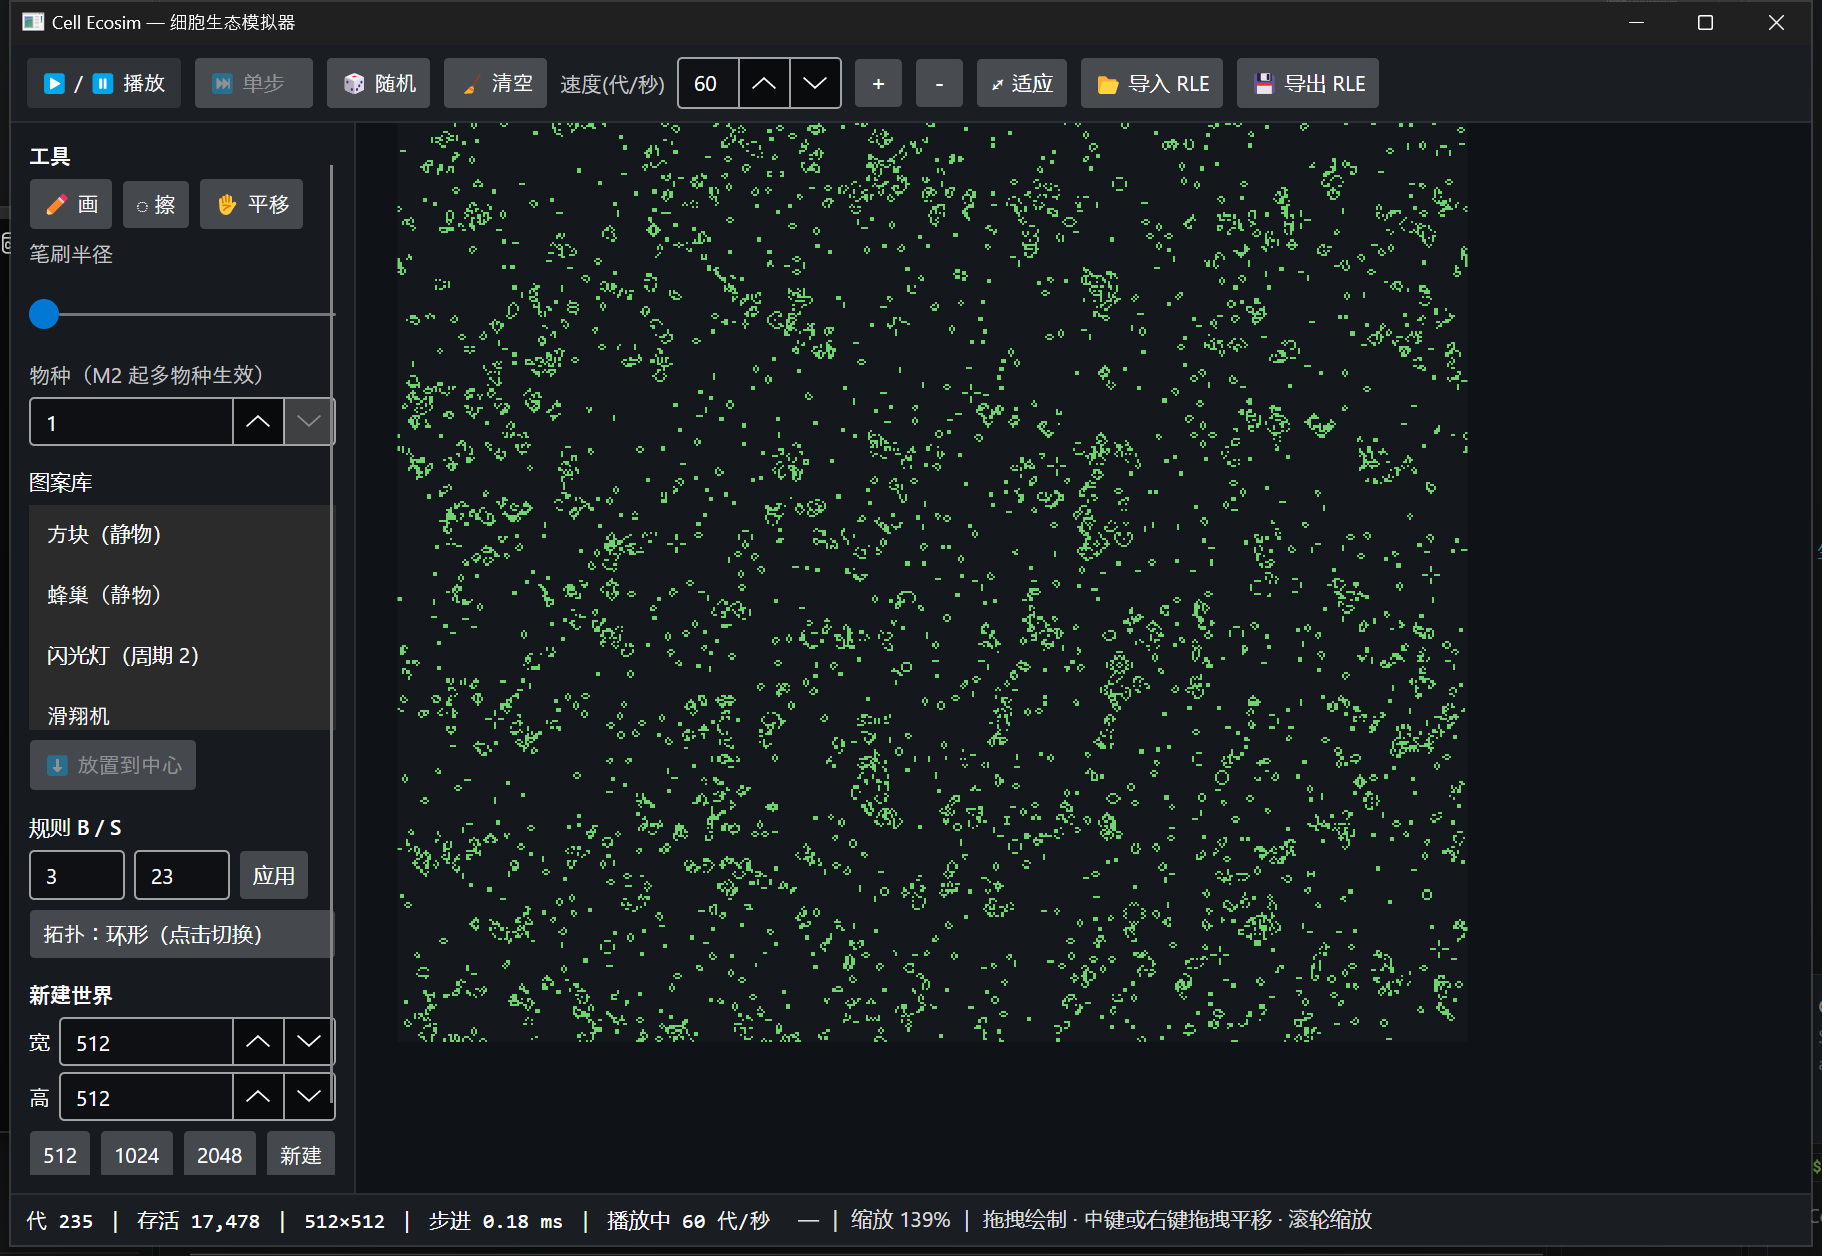 Cell Ecosim — 细胞生态模拟器
/ 播放 单步 随机 清空 速度(代/秒) 60 + - 适应 导入 RLE 导出 RLE
工具
画 擦 平移
笔刷半径
物种（M2 起多物种生效）
1
图案库
方块（静物）
蜂巢（静物）
闪光灯（周期 2）
滑翔机
放置到中心
规则 B / S
3 23 应用
拓扑：环形（点击切换）
新建世界
宽 512
高 512
512 1024 2048 新建
代 235 | 存活 17,478 | 512×512 | 步进 0.18 ms | 播放中 60 代/秒 — | 缩放 139% | 拖拽绘制 · 中键或右键拖拽平移 · 滚轮缩放